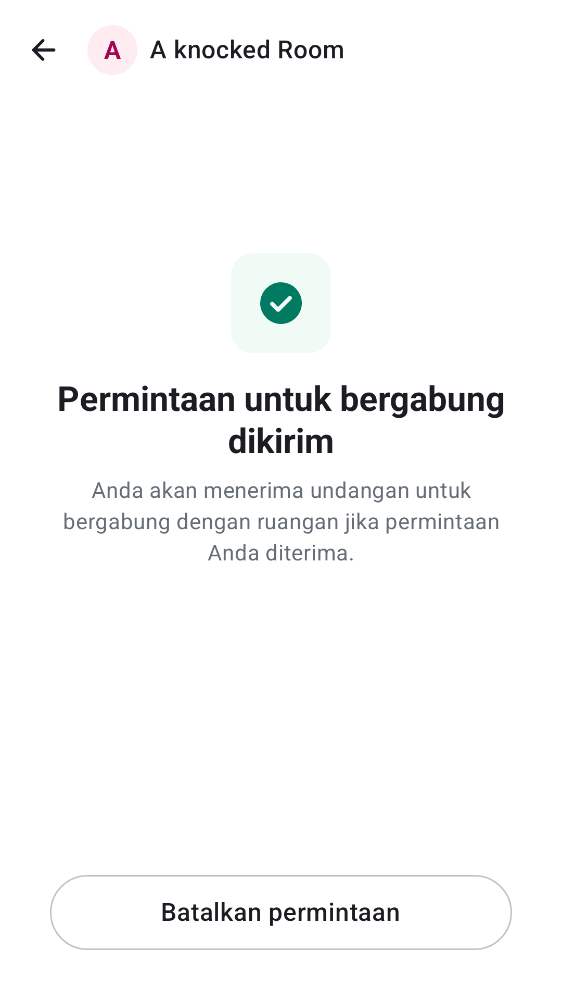 A
A knocked Room
Permintaan untuk bergabung
dikirim
Anda akan menerima undangan untuk
bergabung dengan ruangan jika permintaan
Anda diterima.
Batalkan permintaan